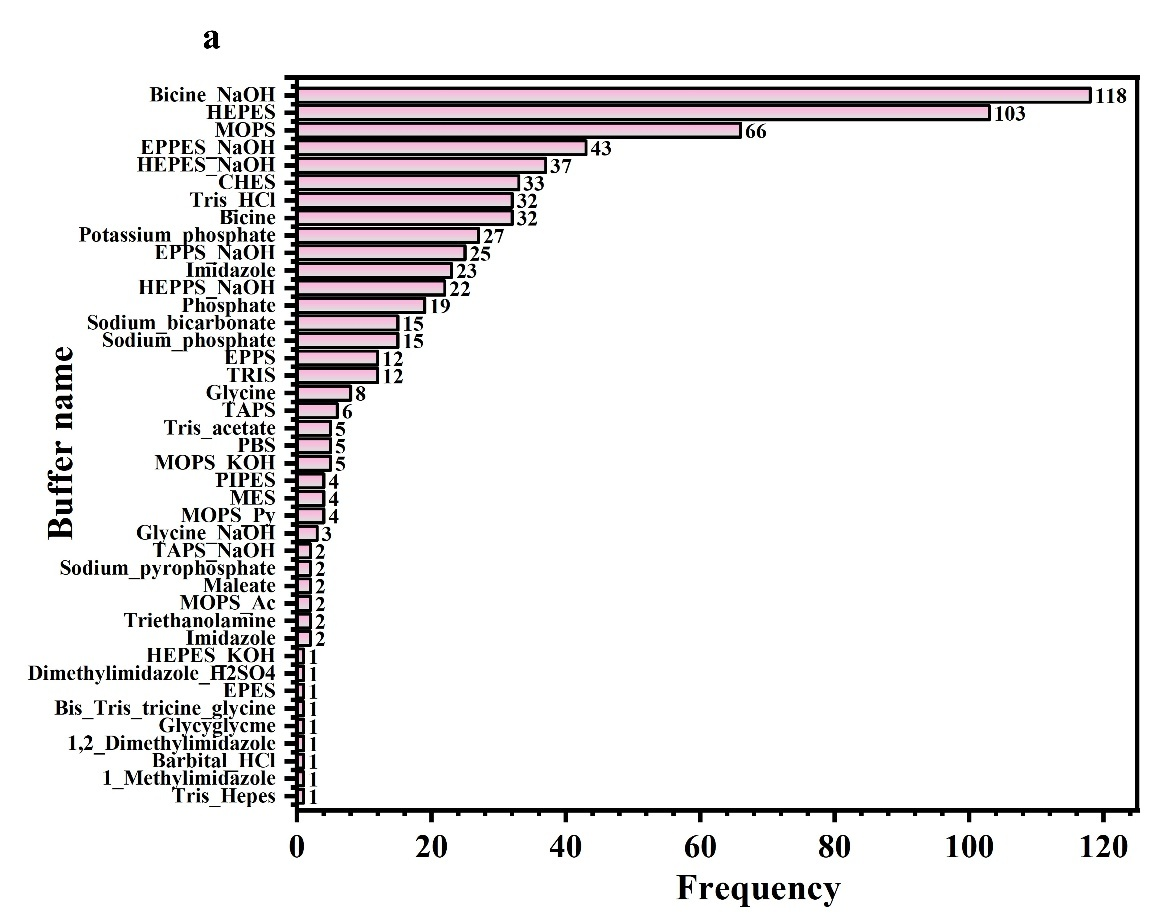 a
Bicine_NaOH 118
HEPES 103
MOPS 66
EPPES_NaOH 43
HEPES_NaOH 37
CHES 33
Tris_HCl 32
Bicine 32
Potassium_phosphate 27
EPPS_NaOH 25
Imidazole 23
HEPPS_NaOH 22
Phosphate 19
Sodium_bicarbonate 15
Sodium_phosphate 15
EPPS 12
TRIS 12
Glycine 8
TAPS 6
Tris_acetate 5
PBS 5
MOPS_KOH 5
PIPES 4
MES 4
MOPS_Py 4
Glycine_NaOH 3
TAPS_NaOH 2
Sodium_pyrophosphate 2
Maleate 2
MOPS_Ac 2
Triethanolamine 2
Imidazole 2
HEPES_KOH 1
Dimethylimidazole_H2SO4 1
EPES 1
Bis_Tris_tricine_glycine 1
Glycyglycme 1
1,2_Dimethylimidazole 1
Barbital_HCl 1
1_Methylimidazole 1
Tris_Hepes 1
Buffer name
0 20 40 60 80 100 120
Frequency